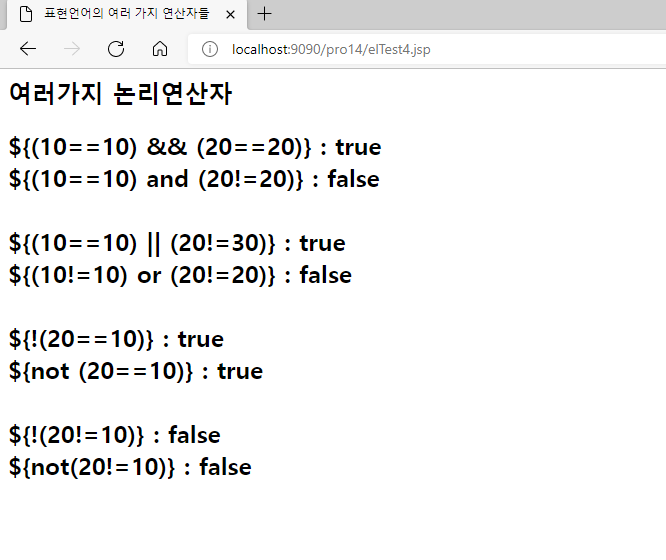 표현언어의 여러 가지 연산자들
localhost:9090/pro14/elTest4.jsp
여러가지 논리연산자
${(10==10) && (20==20)} : true
${(10==10) and (20!=20)} : false
${(10==10) || (20!=30)} : true
${(10!=10) or (20!=20)} : false
${!(20==10)} : true
${not (20==10)} : true
${!(20!=10)} : false
${not(20!=10)} : false